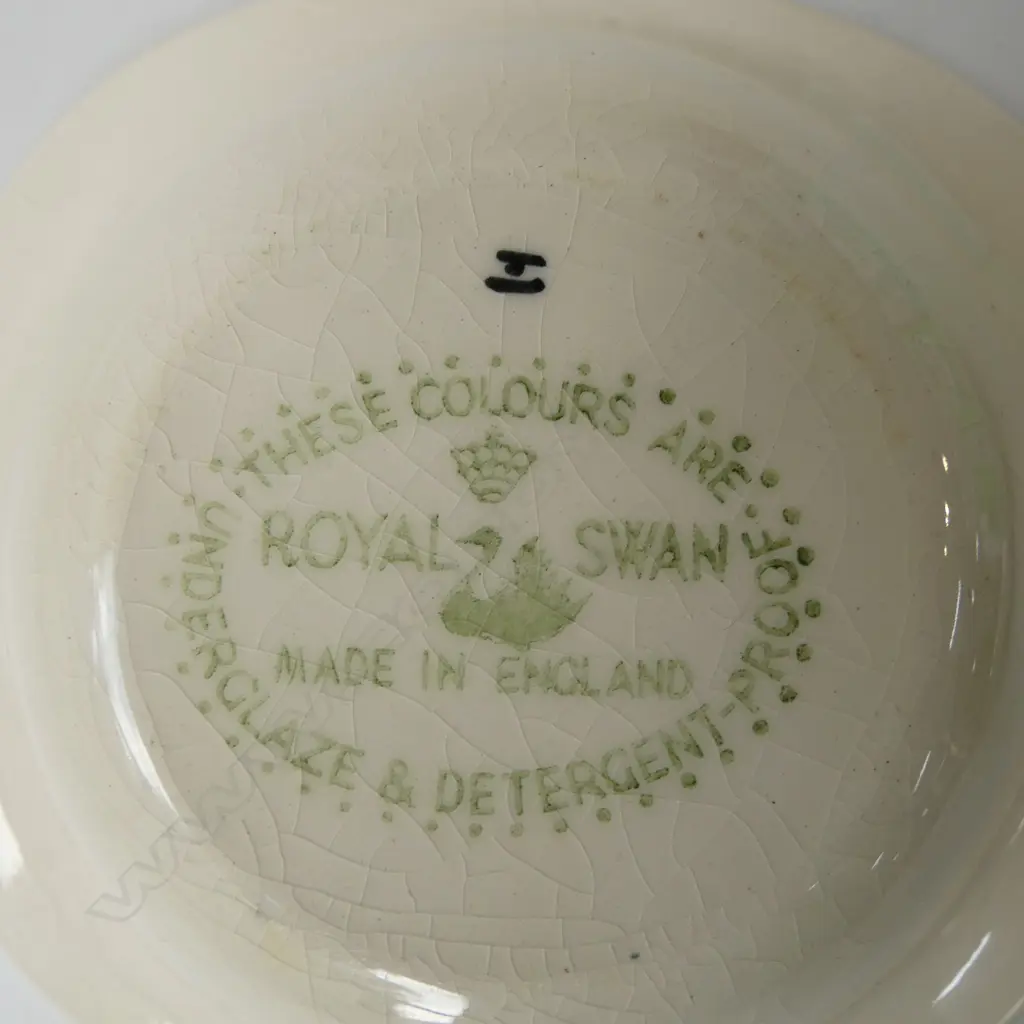 H
THESE COLOURS ARE
ROYAL SWAN
MADE IN ENGLAND
UNDERGLAZE & DETERGENT-PROOF